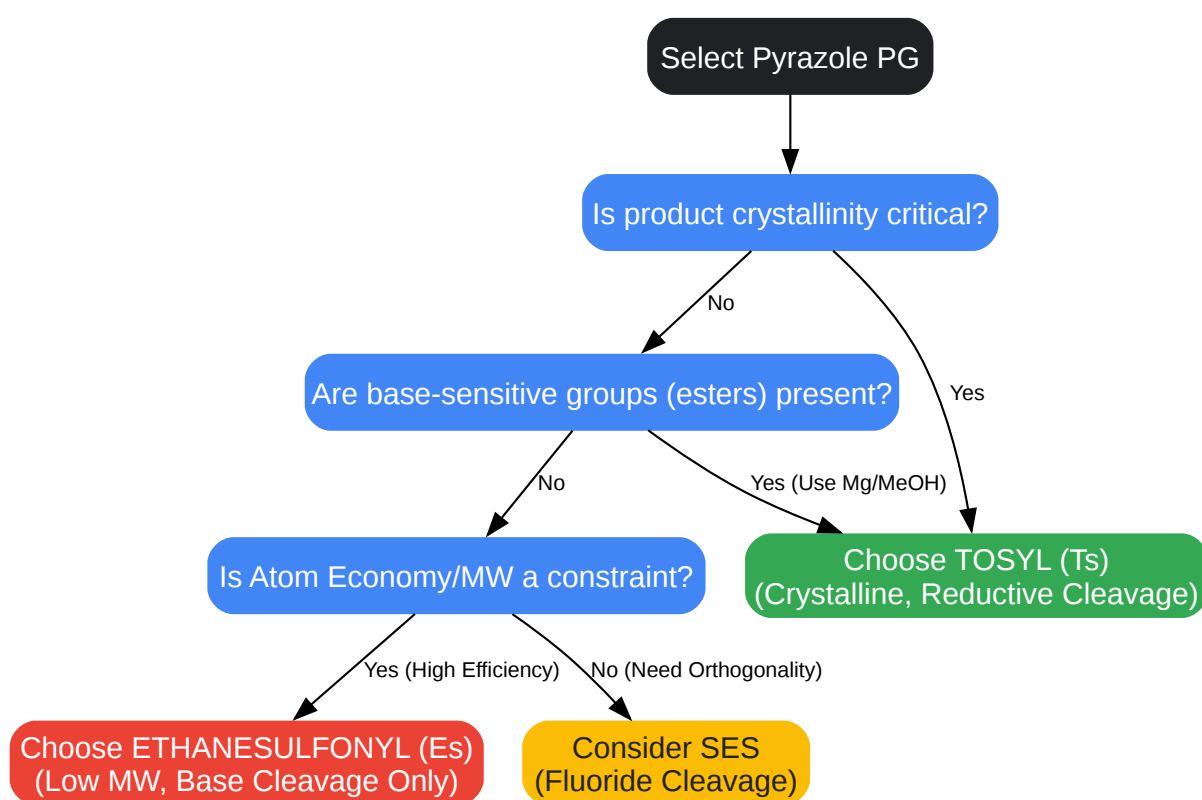 Select Pyrazole PG
Is product crystallinity critical?
No
Yes
Are base-sensitive groups (esters) present?
No
Yes (Use Mg/MeOH)
Is Atom Economy/MW a constraint?
Choose TOSYL (Ts)
(Crystalline, Reductive Cleavage)
Yes (High Efficiency)
No (Need Orthogonality)
Choose ETHANESULFONYL (Es)
(Low MW, Base Cleavage Only)
Consider SES
(Fluoride Cleavage)